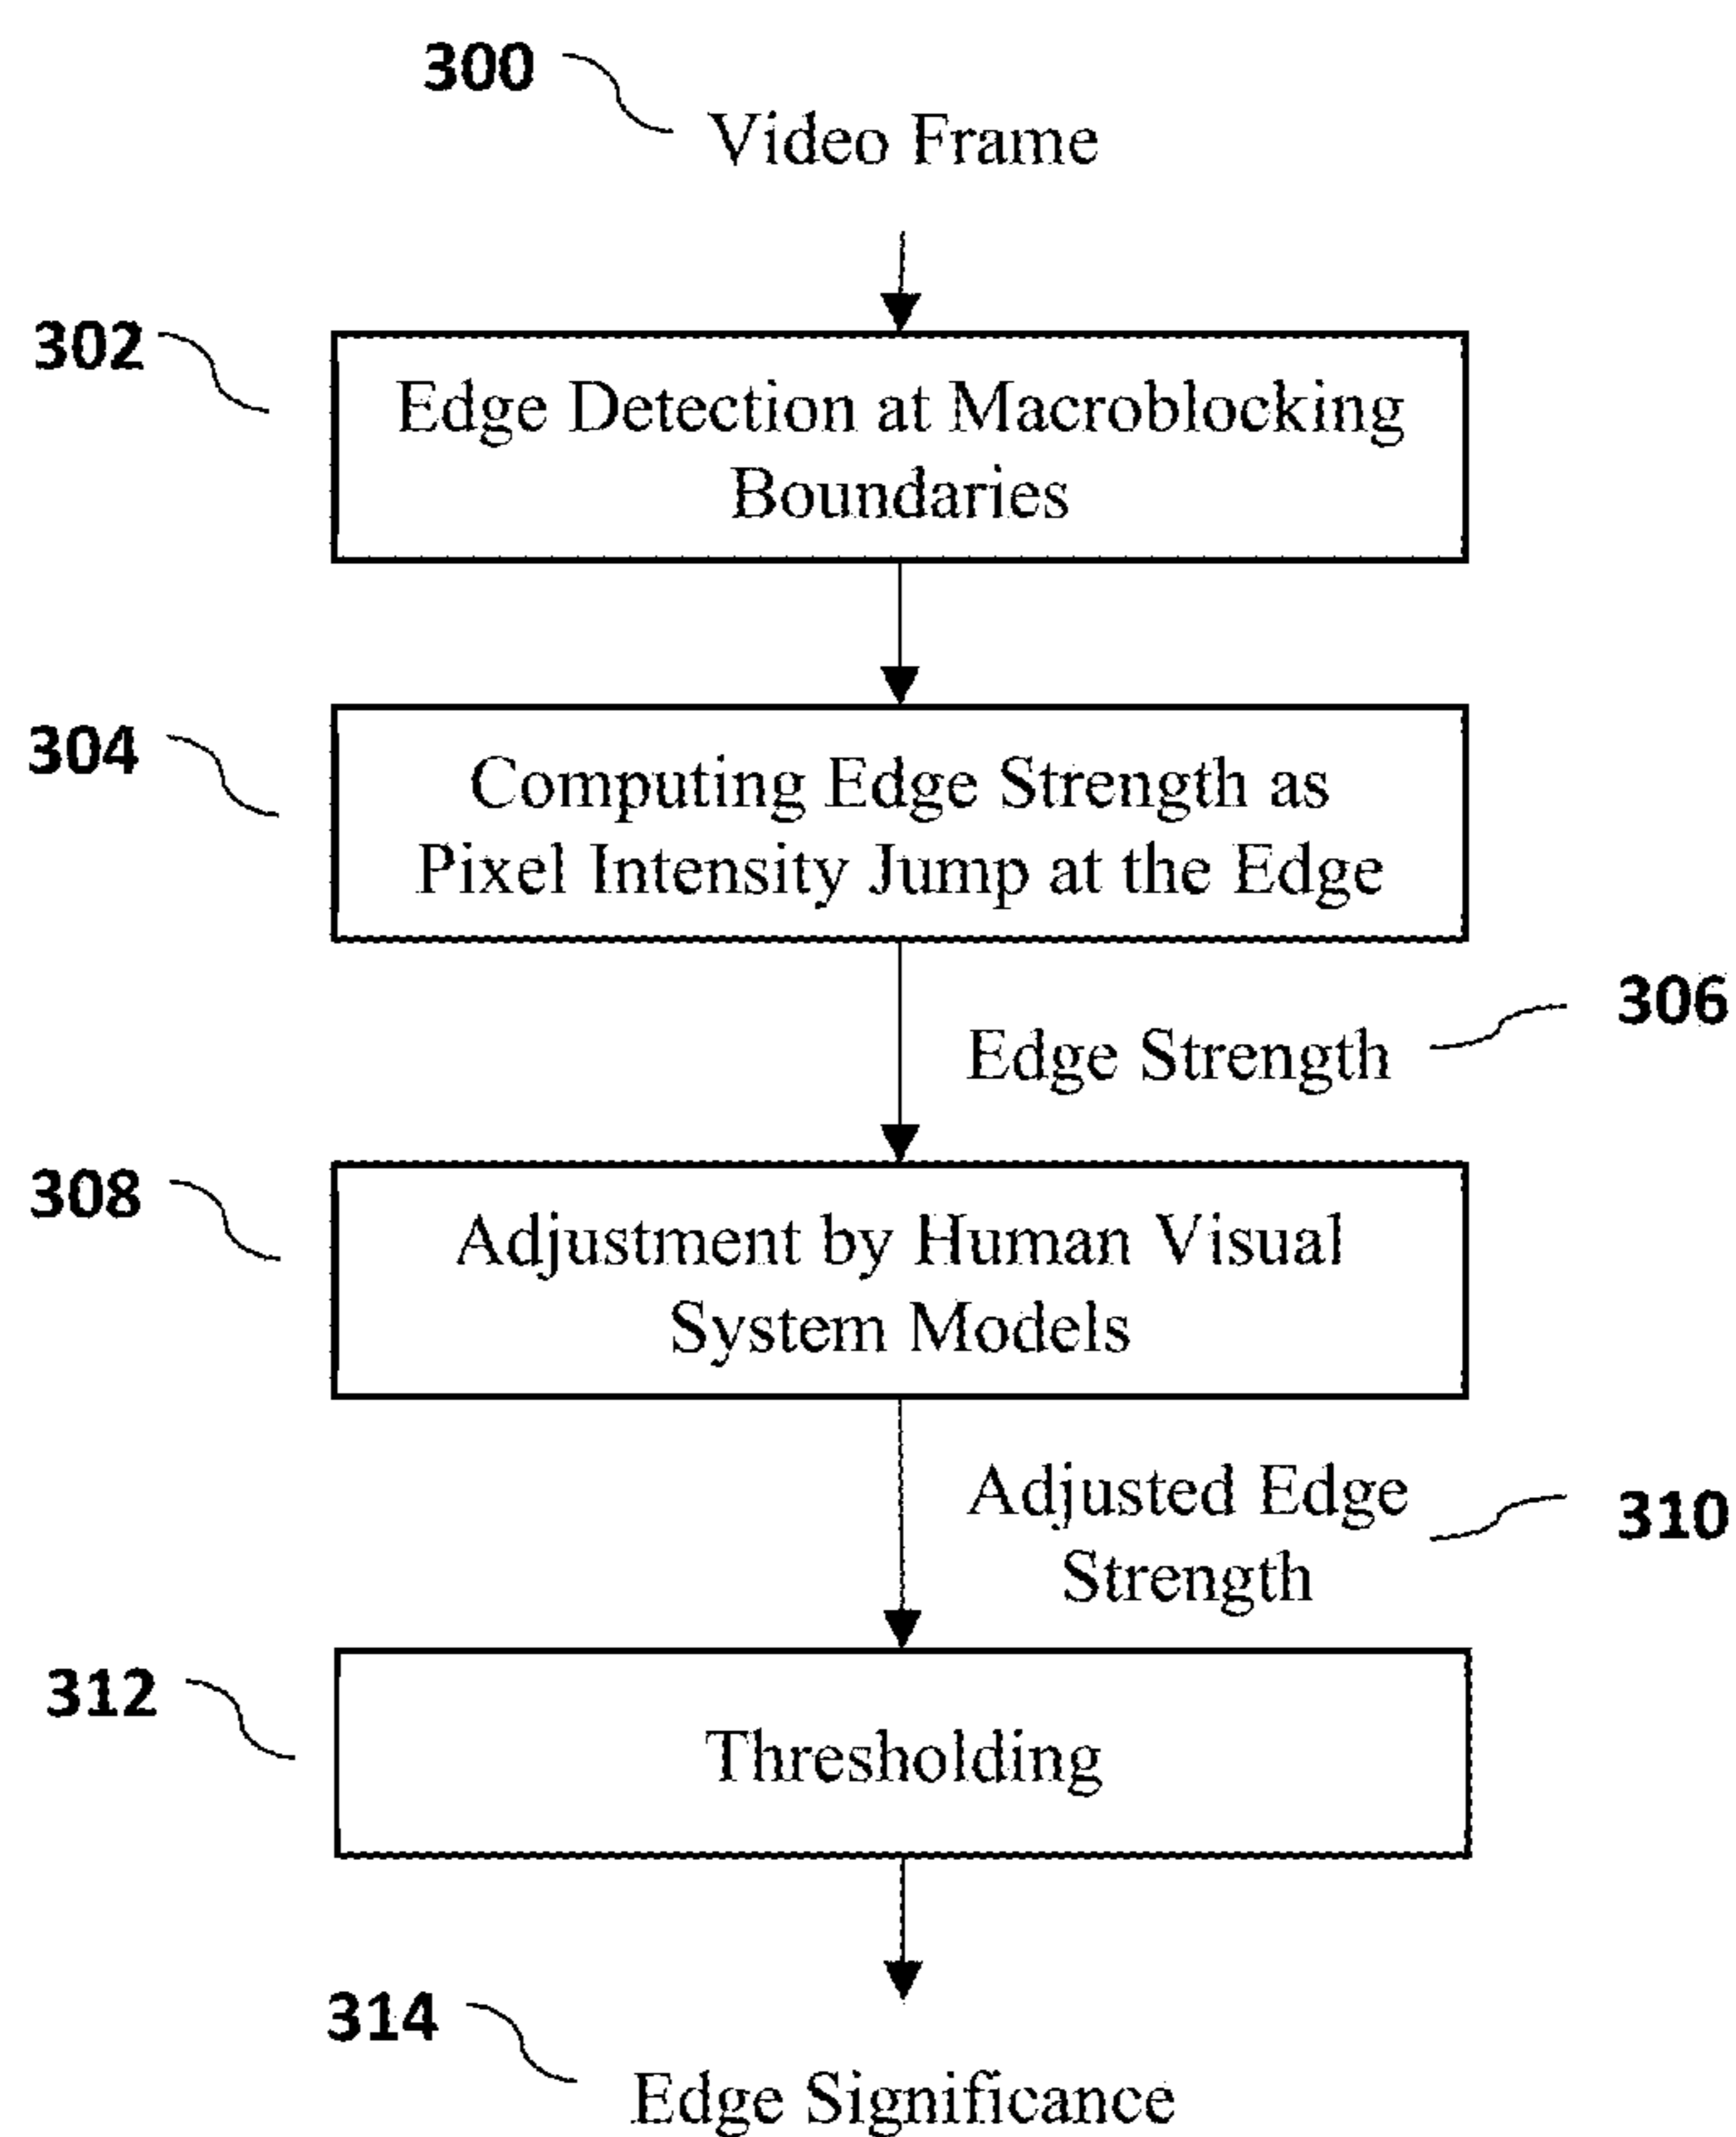 300
Video Frame
302
Edge Detection at Macroblocking
Boundaries
304
Computing Edge Strength as
Pixel Intensity Jump at the Edge
306
Edge Strength
308
Adjustment by Human Visual
System Models
310
Adjusted Edge
Strength
312
Thresholding
314
Edge Significance